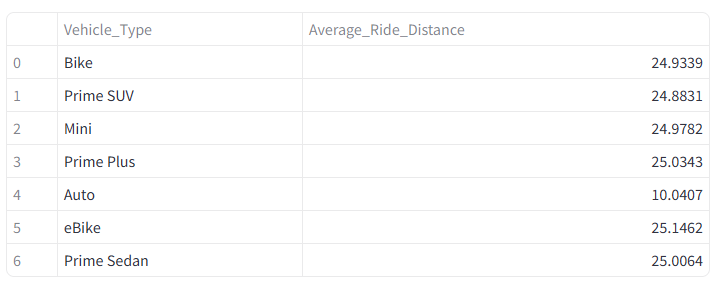 Vehicle_Type Average_Ride_Distance
0 Bike 24.9339
1 Prime SUV 24.8831
2 Mini 24.9782
3 Prime Plus 25.0343
4 Auto 10.0407
5 eBike 25.1462
6 Prime Sedan 25.0064